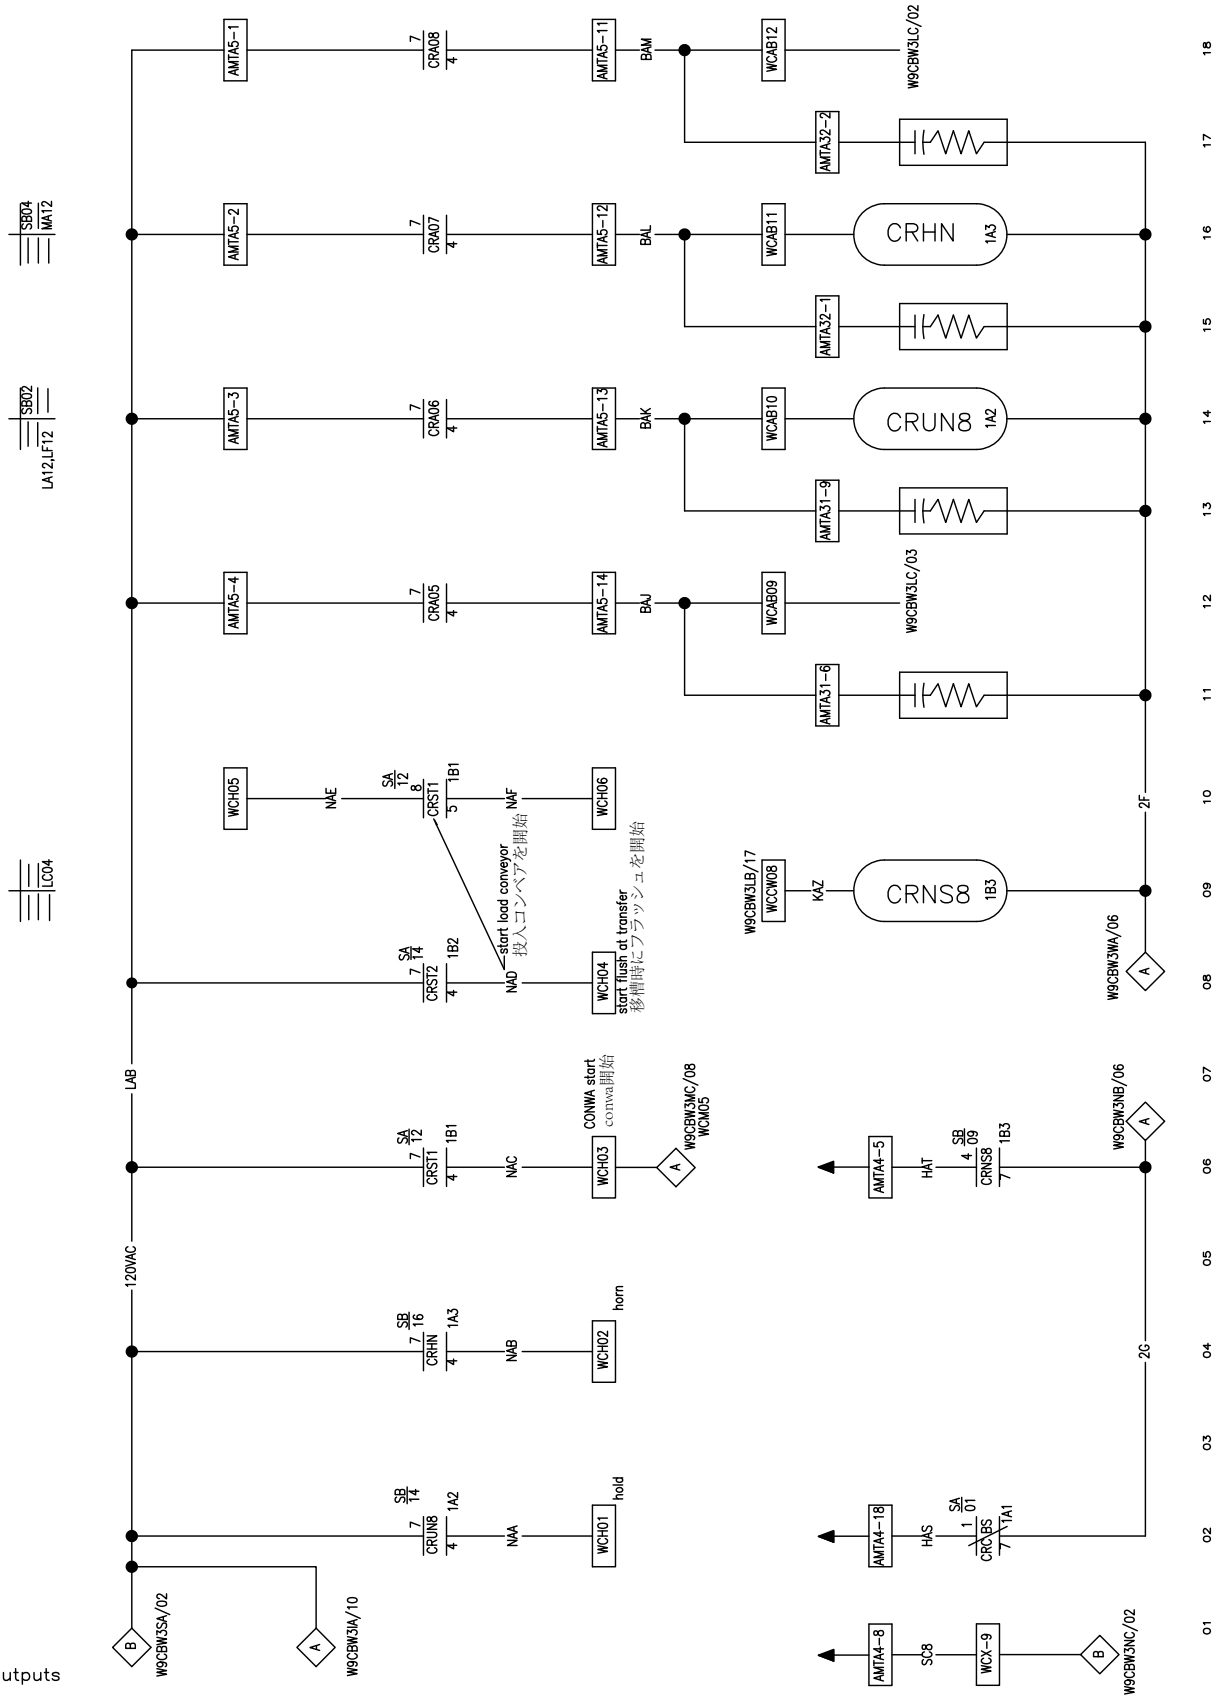 utputs
B
W9CBW3SA/02
A
W9CBW3IA/10
120VAC
LAB
SB
14
7
CRUN8
4
1A2
NAA
WCH01
hold
SB
16
7
CRHN
4
1A3
NAB
WCH02
horn
SA
12
7
CRST1
4
1B1
NAC
WCH03
CONWA start
conwa開始
A
W9CBW3MC/08
WCM05
SA
14
7
CRST2
4
1B2
NAD
WCH04
start flush at transfer
移槽時にフラッシュを開始
start load conveyor
投入コンベアを開始
WCH05
NAE
SA
12
8
CRST1
5
1B1
NAF
WCH06
LC04
AMTA5-4
7
CRA05
4
AMTA5-14
BAJ
AMTA31-6
WCAB09
W9CBW3LC/03
SB02
LA12,LF12
AMTA5-3
7
CRA06
4
AMTA5-13
BAK
AMTA31-9
WCAB10
CRUN8
1A2
SB04
MA12
AMTA5-2
7
CRA07
4
AMTA5-12
BAL
AMTA32-1
WCAB11
CRHN
1A3
AMTA5-1
7
CRA08
4
AMTA5-11
BAM
AMTA32-2
WCAB12
W9CBW3LC/02
W9CBW3LB/17
WCCW08
KAZ
CRNS8
1B3
2F
W9CBW3WA/06
A
AMTA4-8
SC8
WCX-9
B
W9CBW3NC/02
AMTA4-18
HAS
SA
01
1
CRCBS
7
1A1
2G
AMTA4-5
HAT
SB
09
4
CRNS8
7
1B3
W9CBW3NB/06
A
01
02
03
04
05
06
07
08
09
10
11
12
13
14
15
16
17
18